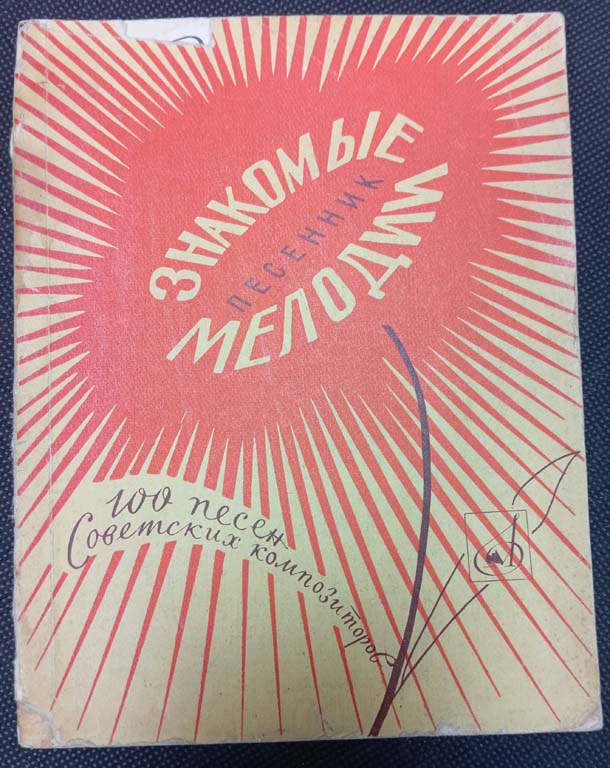 ЗНАКОМЫЕ
ПЕСЕННИК
МЕЛОДИИ
100 песен
Советских композиторов